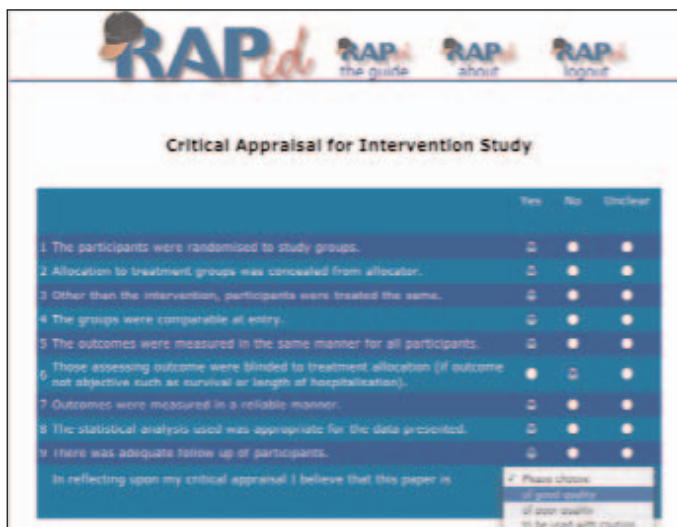 RAPid RAPid RAPid RAPid
the guide about logout
Critical Appraisal for Intervention Study
Yes No Unclear
1 The participants were randomised to study groups.
2 Allocation to treatment groups was concealed from allocator.
3 Other than the intervention, participants were treated the same.
4 The groups were comparable at entry.
5 The outcomes were measured in the same manner for all participants.
6 Those assessing outcome were blinded to treatment allocation (if outcome
not objective such as survival or length of hospitalisation).
7 Outcomes were measured in a reliable manner.
8 The statistical analysis used was appropriate for the data presented.
9 There was adequate follow up of participants.
In reflecting upon my critical appraisal I believe that this paper is
✓ Please choose
of good quality
of poor quality
to be used with